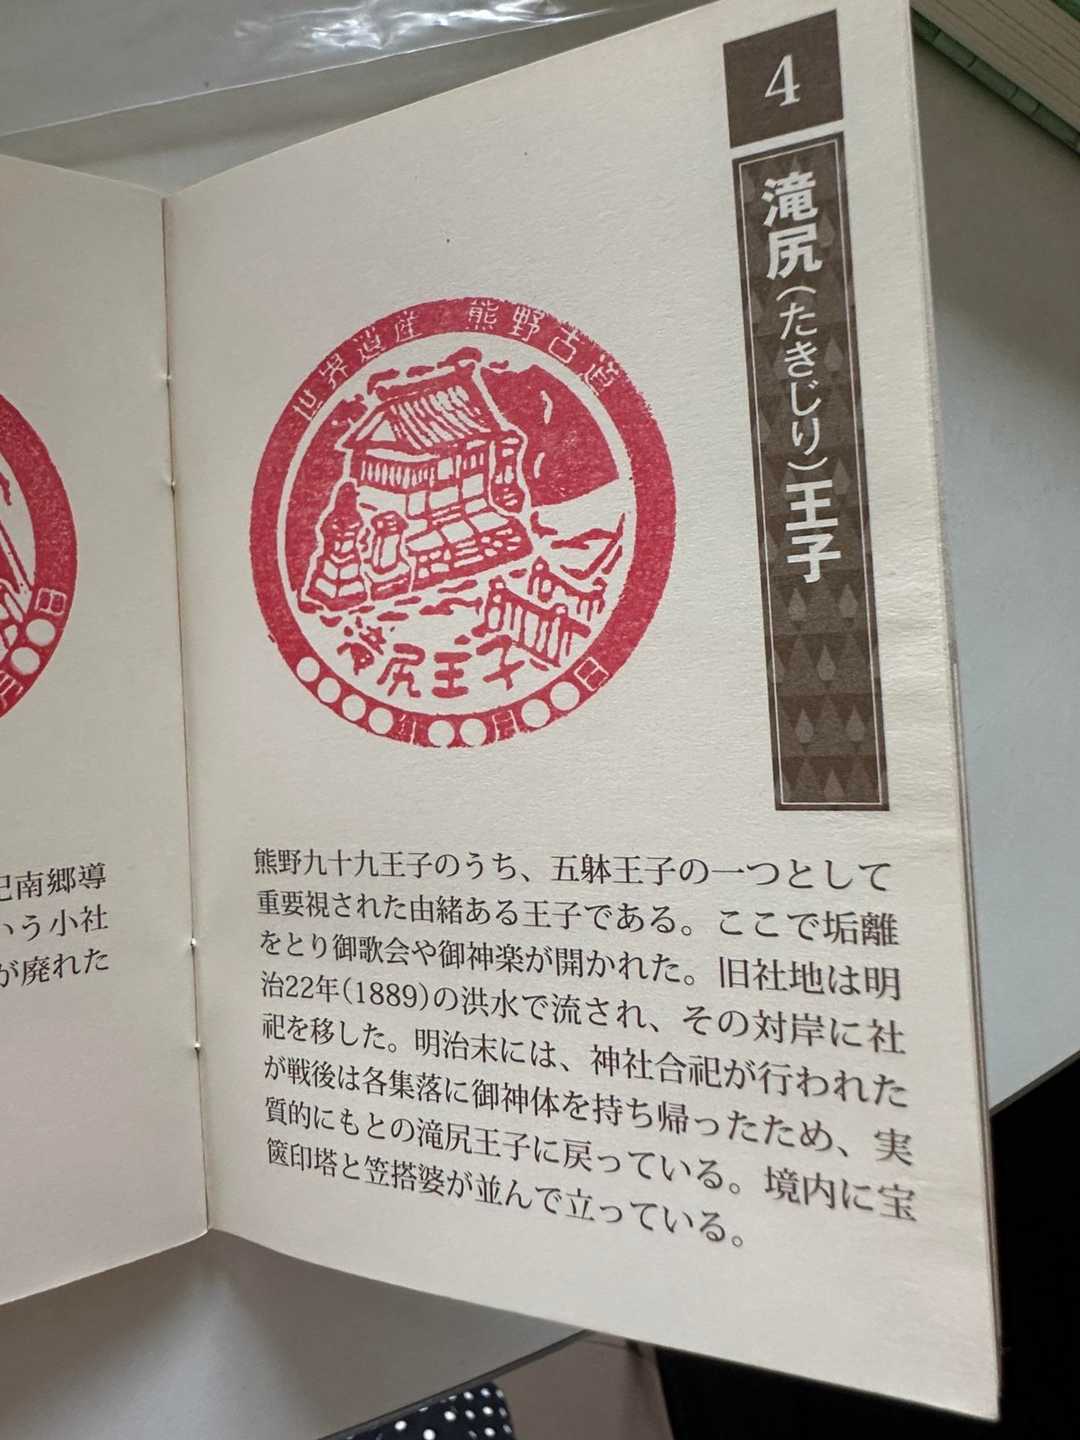 4
滝尻(たきじり)王子
世界遺産 熊野古道
滝尻王子
日
熊野九十九王子のうち、五躰王子の一つとして
重要視された由緒ある王子である。ここで垢離
をとり御歌会や御神楽が開かれた。旧社地は明
治22年(1889)の洪水で流され、その対岸に社
祀を移した。明治末には、神社合祀が行われた
が戦後は各集落に御神体を持ち帰ったため、実
質的にもとの滝尻王子に戻っている。境内に宝
篋印塔と笠搭婆が並んで立っている。
南郷導
いう小社
が廃れた